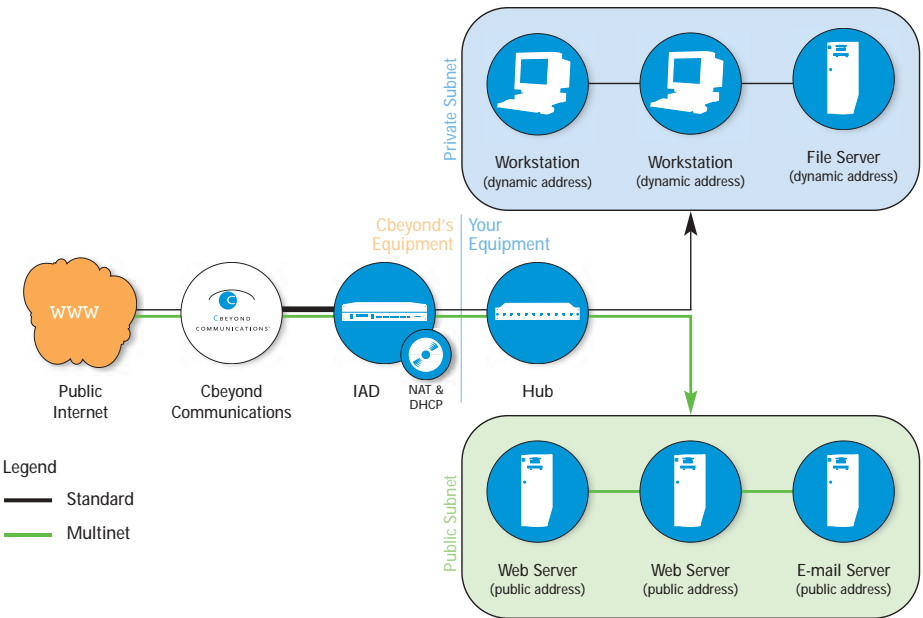 Private Subnet
Workstation
(dynamic address)
Workstation
(dynamic address)
File Server
(dynamic address)
Cbeyond's
Equipment
Your
Equipment
WWW
C
CBEYOND
COMMUNICATIONS
Public
Internet
Cbeyond
Communications
IAD
NAT &
DHCP
Hub
Legend
Standard
Multinet
Public Subnet
Web Server
(public address)
Web Server
(public address)
E-mail Server
(public address)